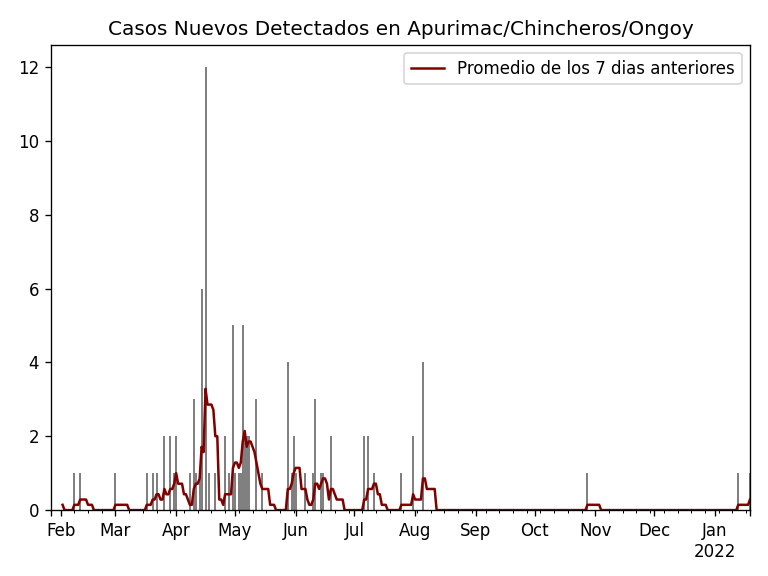 Casos Nuevos Detectados en Apurimac/Chincheros/Ongoy
Promedio de los 7 dias anteriores
12
10
8
6
4
2
0
Feb Mar Apr May Jun Jul Aug Sep Oct Nov Dec Jan
2022